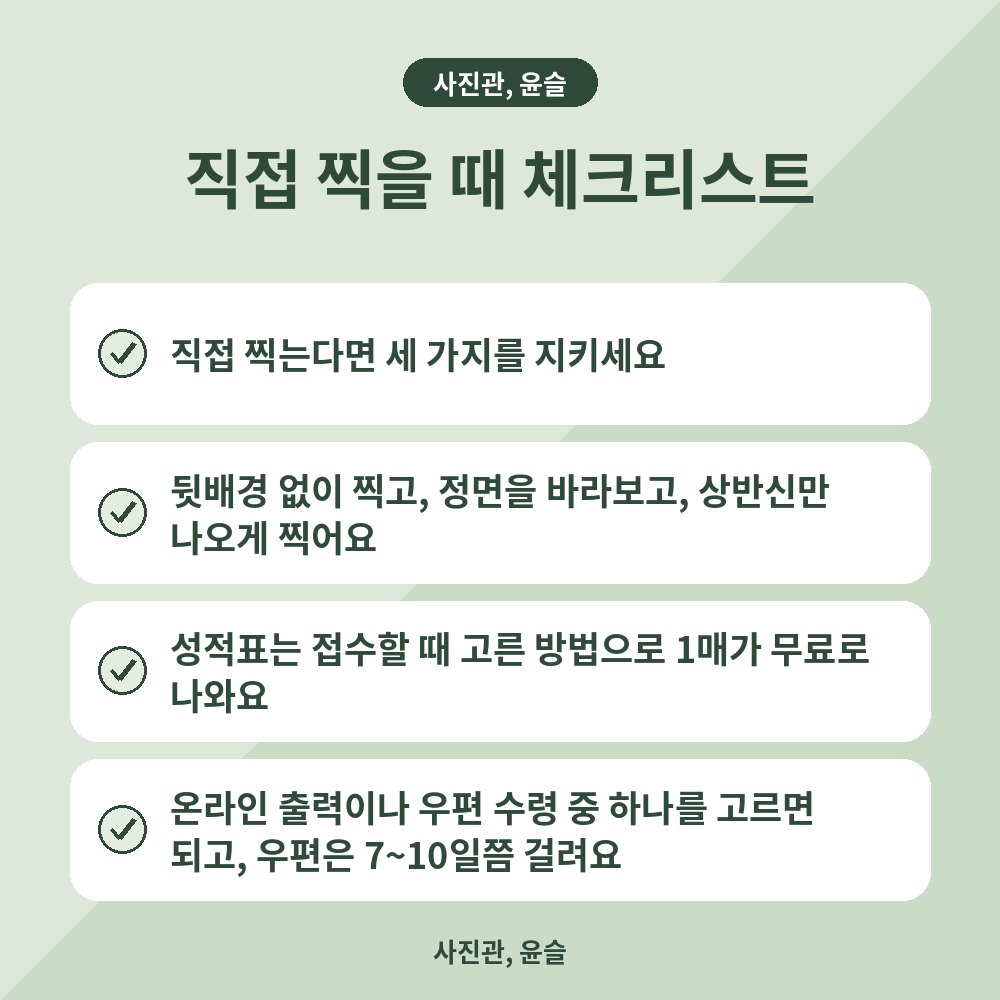 사진관, 윤슬
직접 찍을 때 체크리스트
직접 찍는다면 세 가지를 지키세요
뒷배경 없이 찍고, 정면을 바라보고, 상반신만
나오게 찍어요
성적표는 접수할 때 고른 방법으로 1매가 무료로
나와요
온라인 출력이나 우편 수령 중 하나를 고르면
되고, 우편은 7~10일쯤 걸려요
사진관, 윤슬